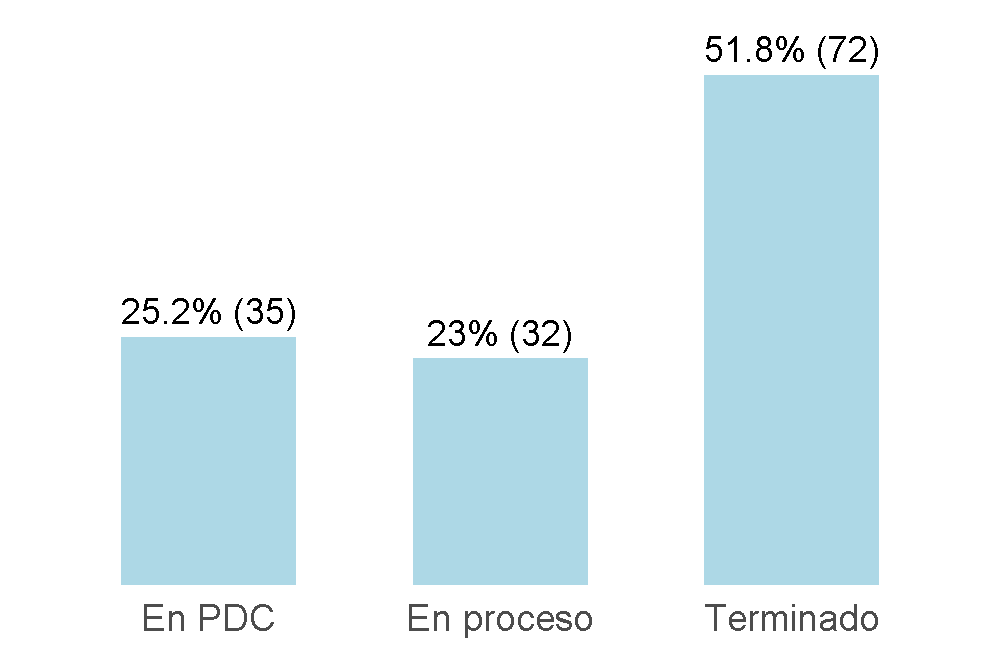 51.8% (72)
25.2% (35)
23% (32)
En PDC
En proceso
Terminado